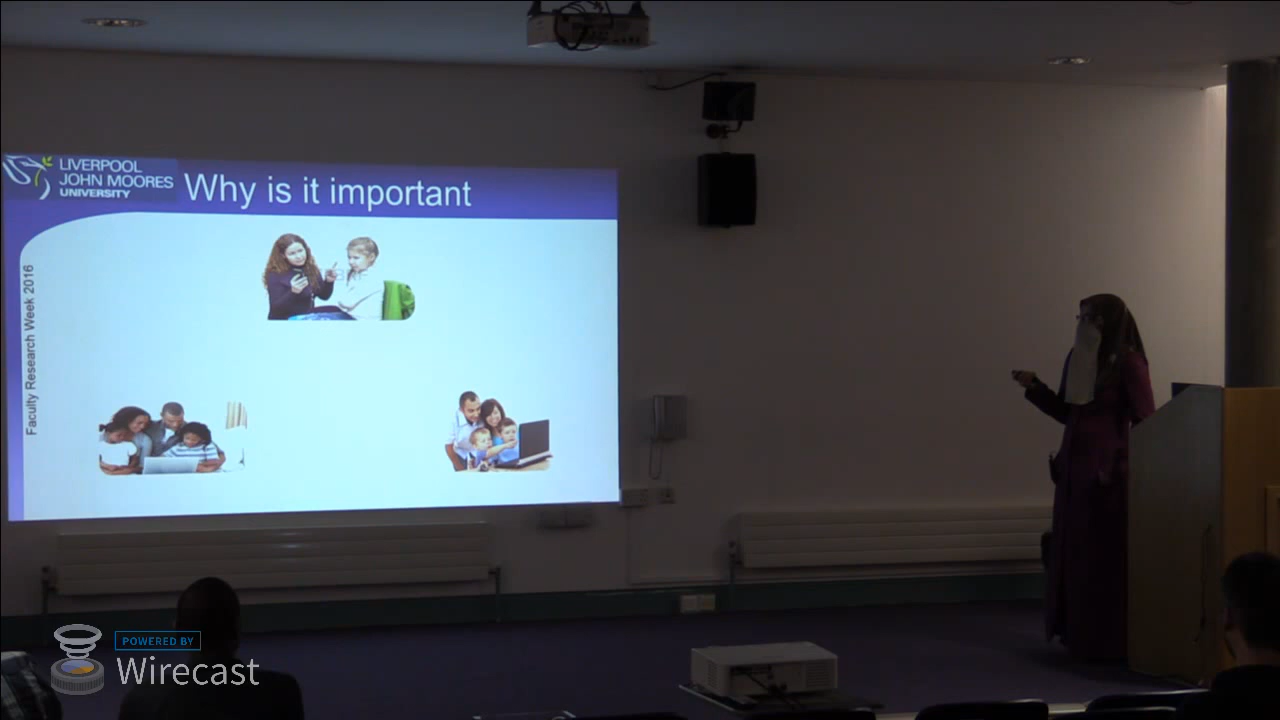 LIVERPOOL
JOHN MOORES
UNIVERSITY
Why is it important
Faculty Research Week 2016
POWERED BY
Wirecast